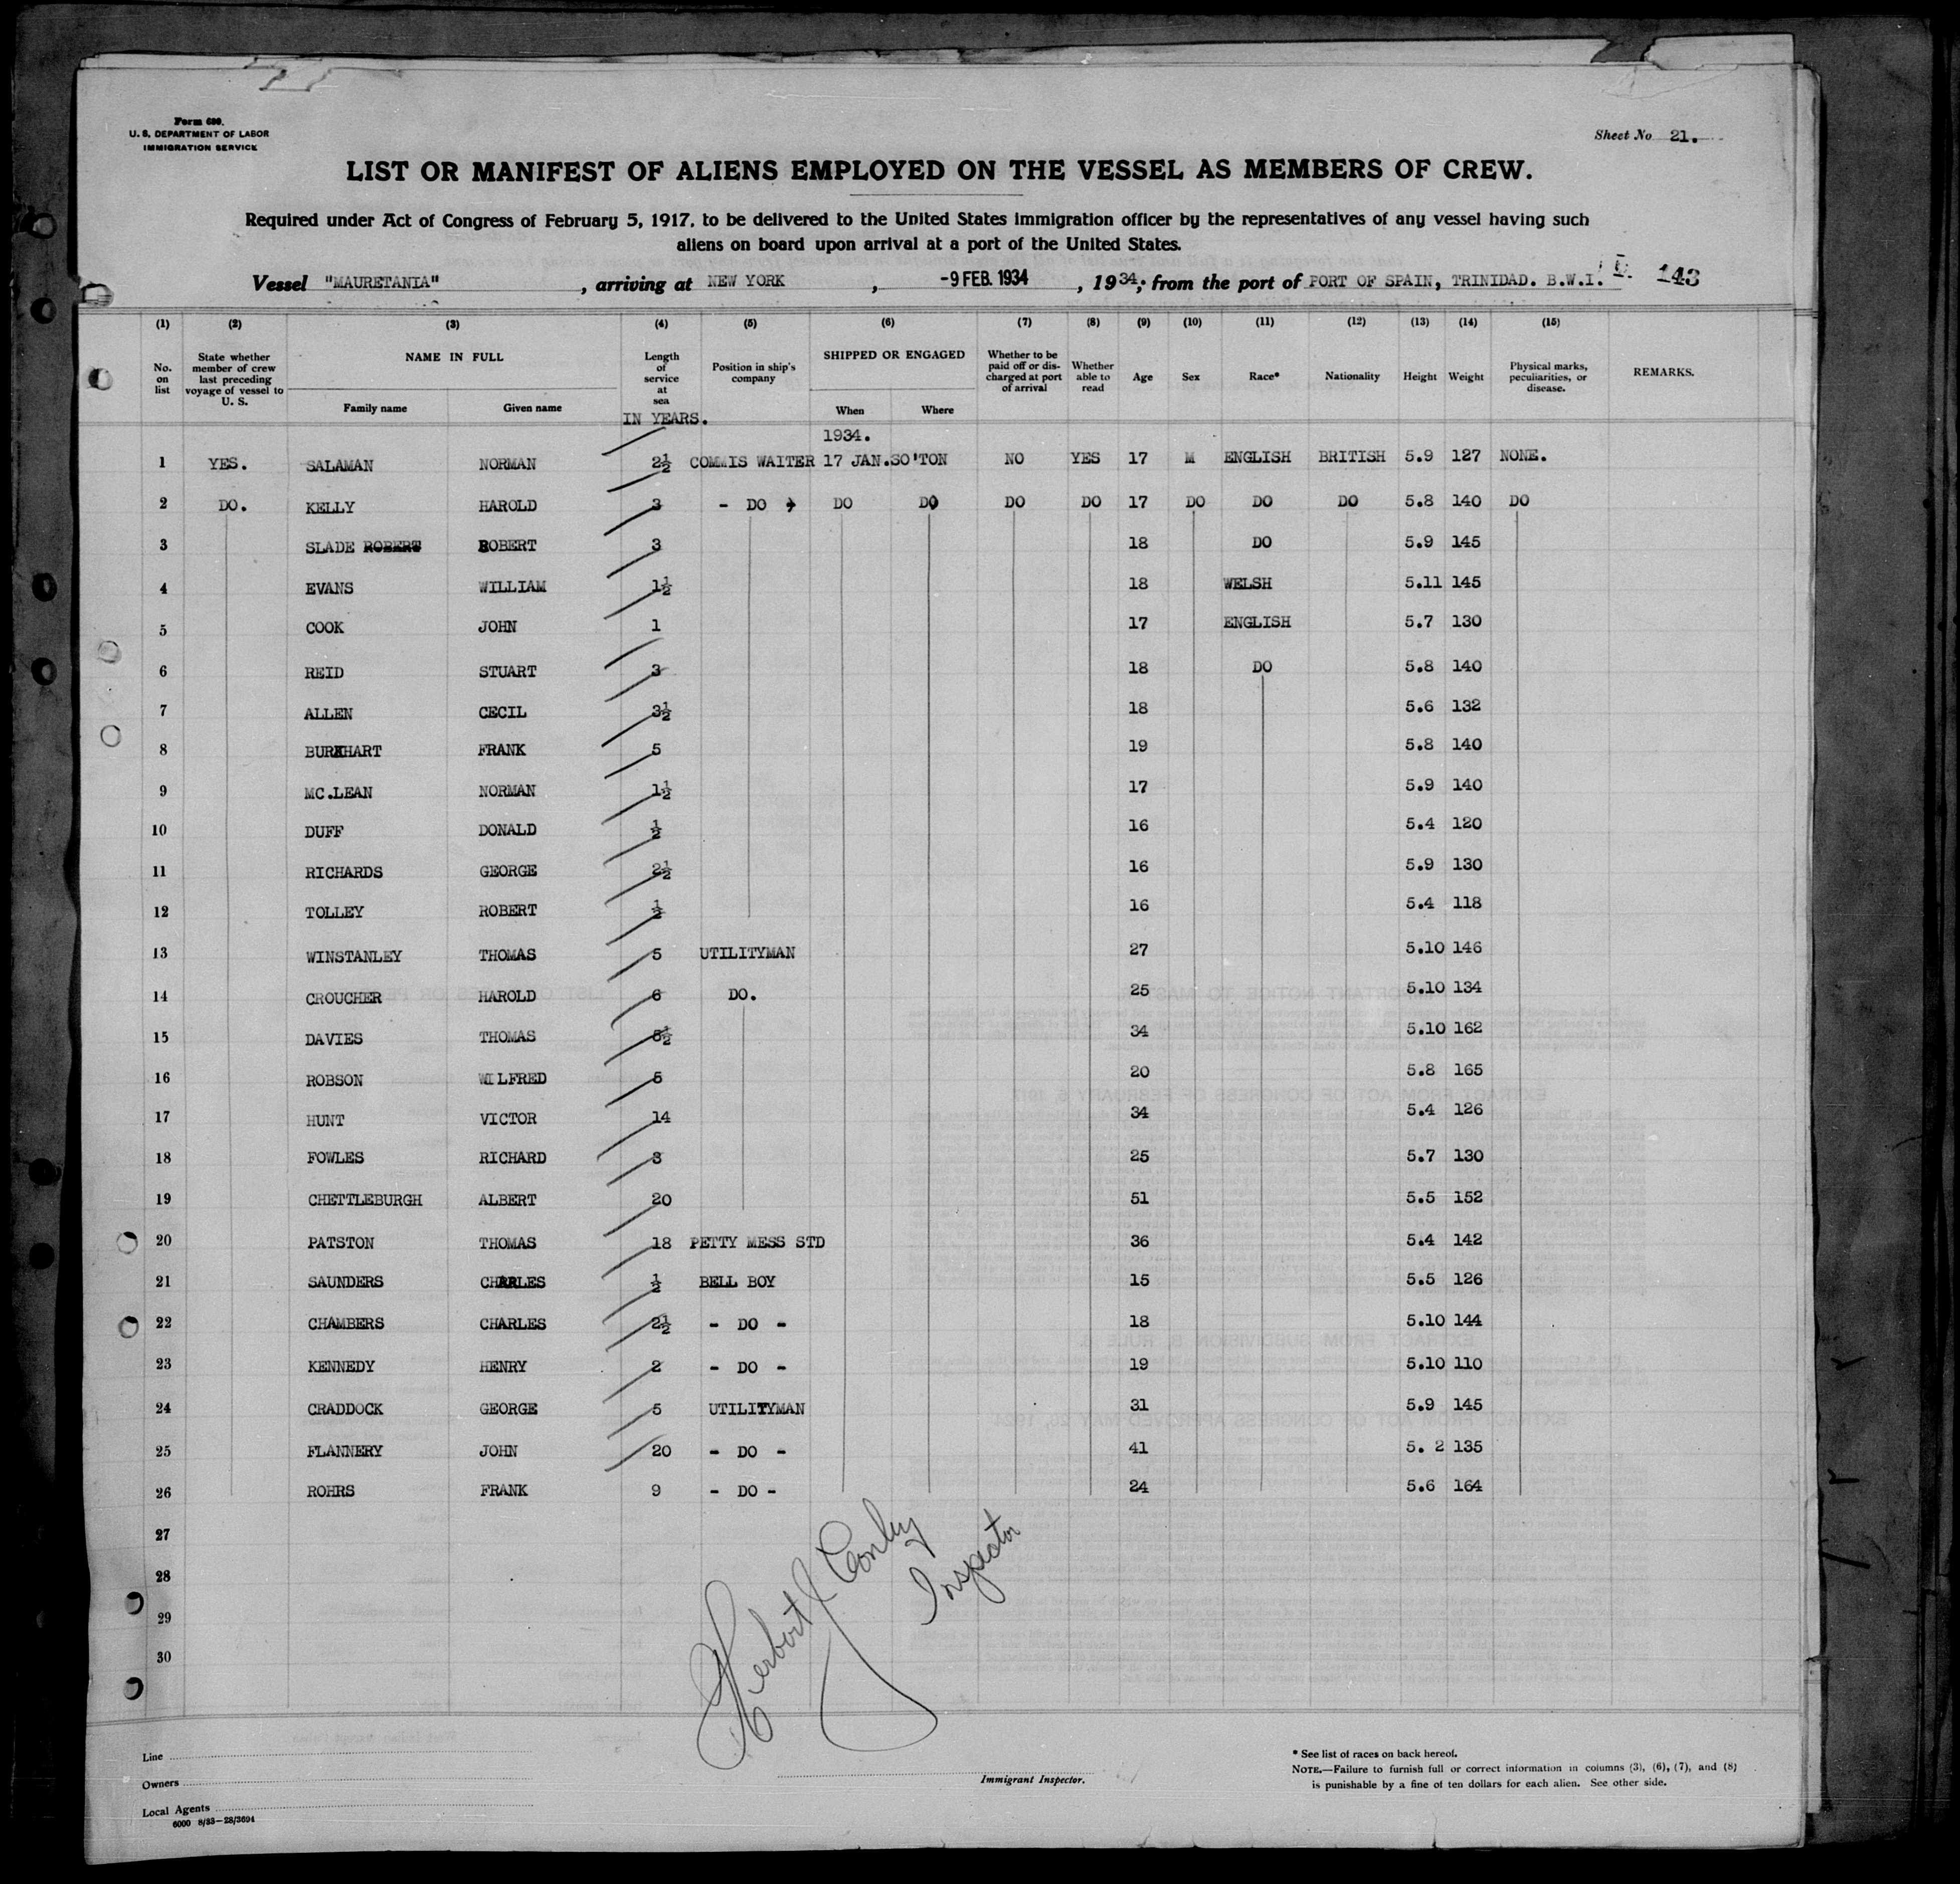 Form 680.
U. S. DEPARTMENT OF LABOR
IMMIGRATION SERVICE
Sheet No 21.
LIST OR MANIFEST OF ALIENS EMPLOYED ON THE VESSEL AS MEMBERS OF CREW.
Required under Act of Congress of February 5, 1917, to be delivered to the United States immigration officer by the representatives of any vessel having such
aliens on board upon arrival at a port of the United States.
Vessel "MAURETANIA", arriving at NEW YORK, -9 FEB. 1934, 1934; from the port of PORT OF SPAIN, TRINIDAD. B.W.I. 143
(1) (2) (3) (4) (5) (6) (7) (8) (9) (10) (11) (12) (13) (14) (15)
No. on list State whether member of crew last preceding voyage of vessel to U. S. NAME IN FULL Family name Given name Length of service at sea IN YEARS. Position in ship's company SHIPPED OR ENGAGED When Where Whether to be paid off or discharged at port of arrival Whether able to read Age Sex Race* Nationality Height Weight Physical marks, peculiarities, or disease. REMARKS.
1934.
1 YES. SALAMAN NORMAN 2½ COMMIS WAITER 17 JAN. SO'TON NO YES 17 M ENGLISH BRITISH 5.9 127 NONE.
2 DO. KELLY HAROLD 3 - DO - DO DO DO DO 17 DO DO DO 5.8 140 DO
3 SLADE ROBERT ROBERT 3 18 DO 5.9 145
4 EVANS WILLIAM 1½ 18 WELSH 5.11 145
5 COOK JOHN 1 17 ENGLISH 5.7 130
6 REID STUART 3 18 DO 5.8 140
7 ALLEN CECIL 3½ 18 5.6 132
8 BURKHART FRANK 5 19 5.8 140
9 MC.LEAN NORMAN 1½ 17 5.9 140
10 DUFF DONALD ½ 16 5.4 120
11 RICHARDS GEORGE 2½ 16 5.9 130
12 TOLLEY ROBERT ½ 16 5.4 118
13 WINSTANLEY THOMAS 5 UTILITYMAN 27 5.10 146
14 CROUCHER HAROLD 6 DO. 25 5.10 134
15 DAVIES THOMAS 34 5.10 162
16 ROBSON WILFRED 5 20 5.8 165
17 HUNT VICTOR 14 34 5.4 126
18 FOWLES RICHARD 3 25 5.7 130
19 CHETTLEBURGH ALBERT 20 51 5.5 152
20 PATSTON THOMAS 18 PETTY MESS STD 36 5.4 142
21 SAUNDERS CHARLES ½ BELL BOY 15 5.5 126
22 CHAMBERS CHARLES 2½ - DO - 18 5.10 144
23 KENNEDY HENRY 2 - DO - 19 5.10 110
24 CRADDOCK GEORGE 5 UTILITYMAN 31 5.9 145
25 FLANNERY JOHN 20 - DO - 41 5. 2 135
26 ROHRS FRANK 9 - DO - 24 5.6 164
27
28
29
30
Herbert J. Conley
Inspector
Line
Owners
Local Agents
6000 8/33-28/3694
Immigrant Inspector.
* See list of races on back hereof.
NOTE.—Failure to furnish full or correct information in columns (3), (6), (7), and (8)
is punishable by a fine of ten dollars for each alien. See other side.